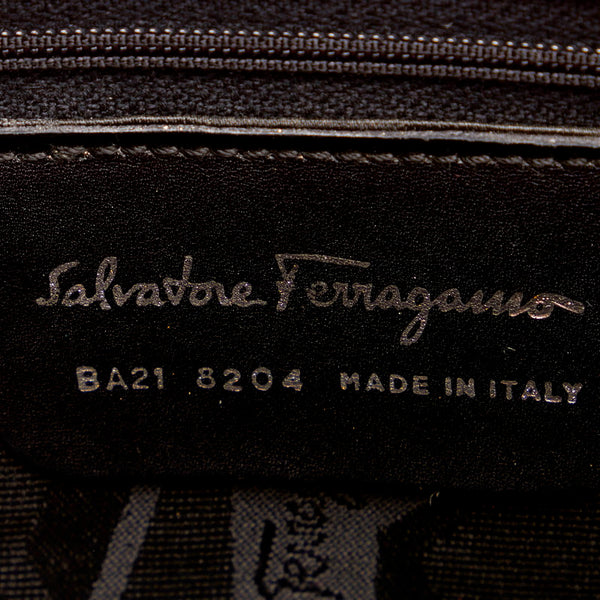 Salvatore Ferragamo
BA21 8204 MADE IN ITALY